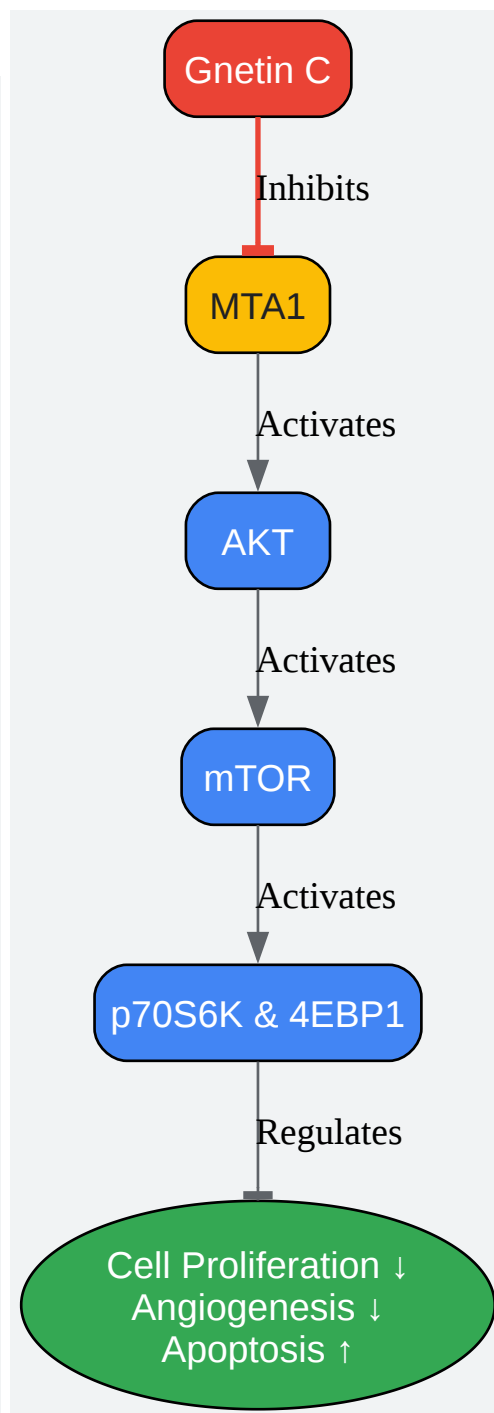 Gnetin C
Inhibits
MTA1
Activates
AKT
Activates
mTOR
Activates
p70S6K & 4EBP1
Regulates
Cell Proliferation ↓
Angiogenesis ↓
Apoptosis ↑